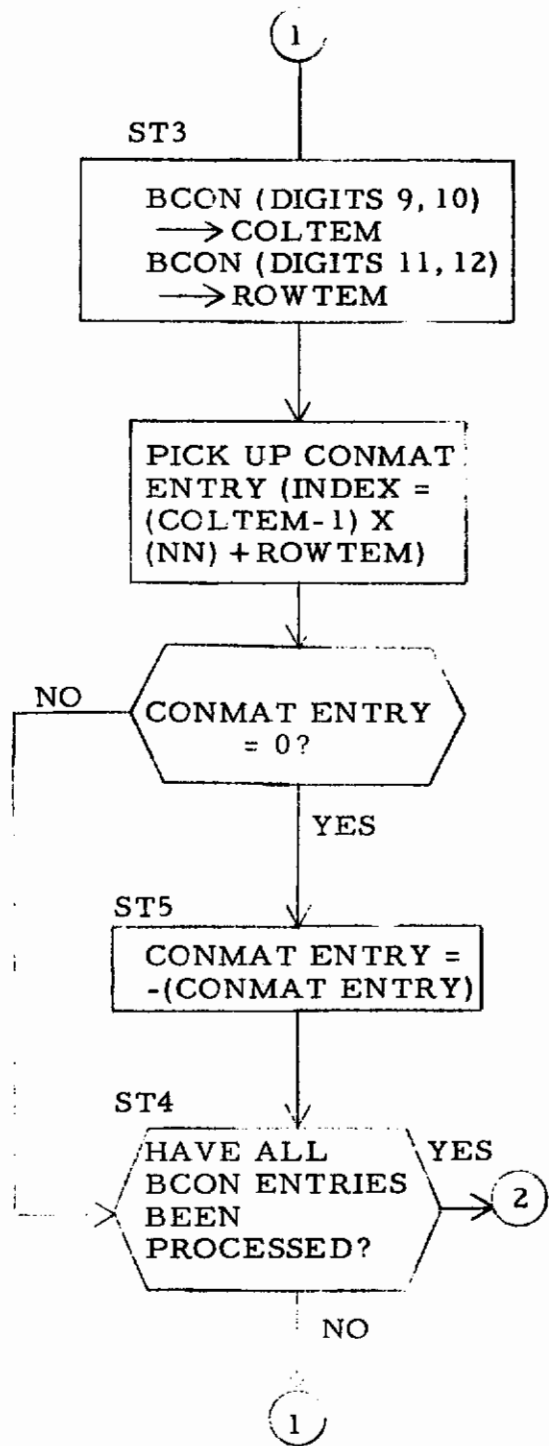 1
ST3
BCON (DIGITS 9, 10)
→ COLTEM
BCON (DIGITS 11, 12)
→ ROWTEM
PICK UP CONMAT
ENTRY (INDEX =
(COLTEM-1) X
(NN) + ROWTEM)
NO
CONMAT ENTRY
= 0?
YES
ST5
CONMAT ENTRY =
-(CONMAT ENTRY)
ST4
HAVE ALL
BCON ENTRIES
BEEN
PROCESSED?
YES
2
NO
1